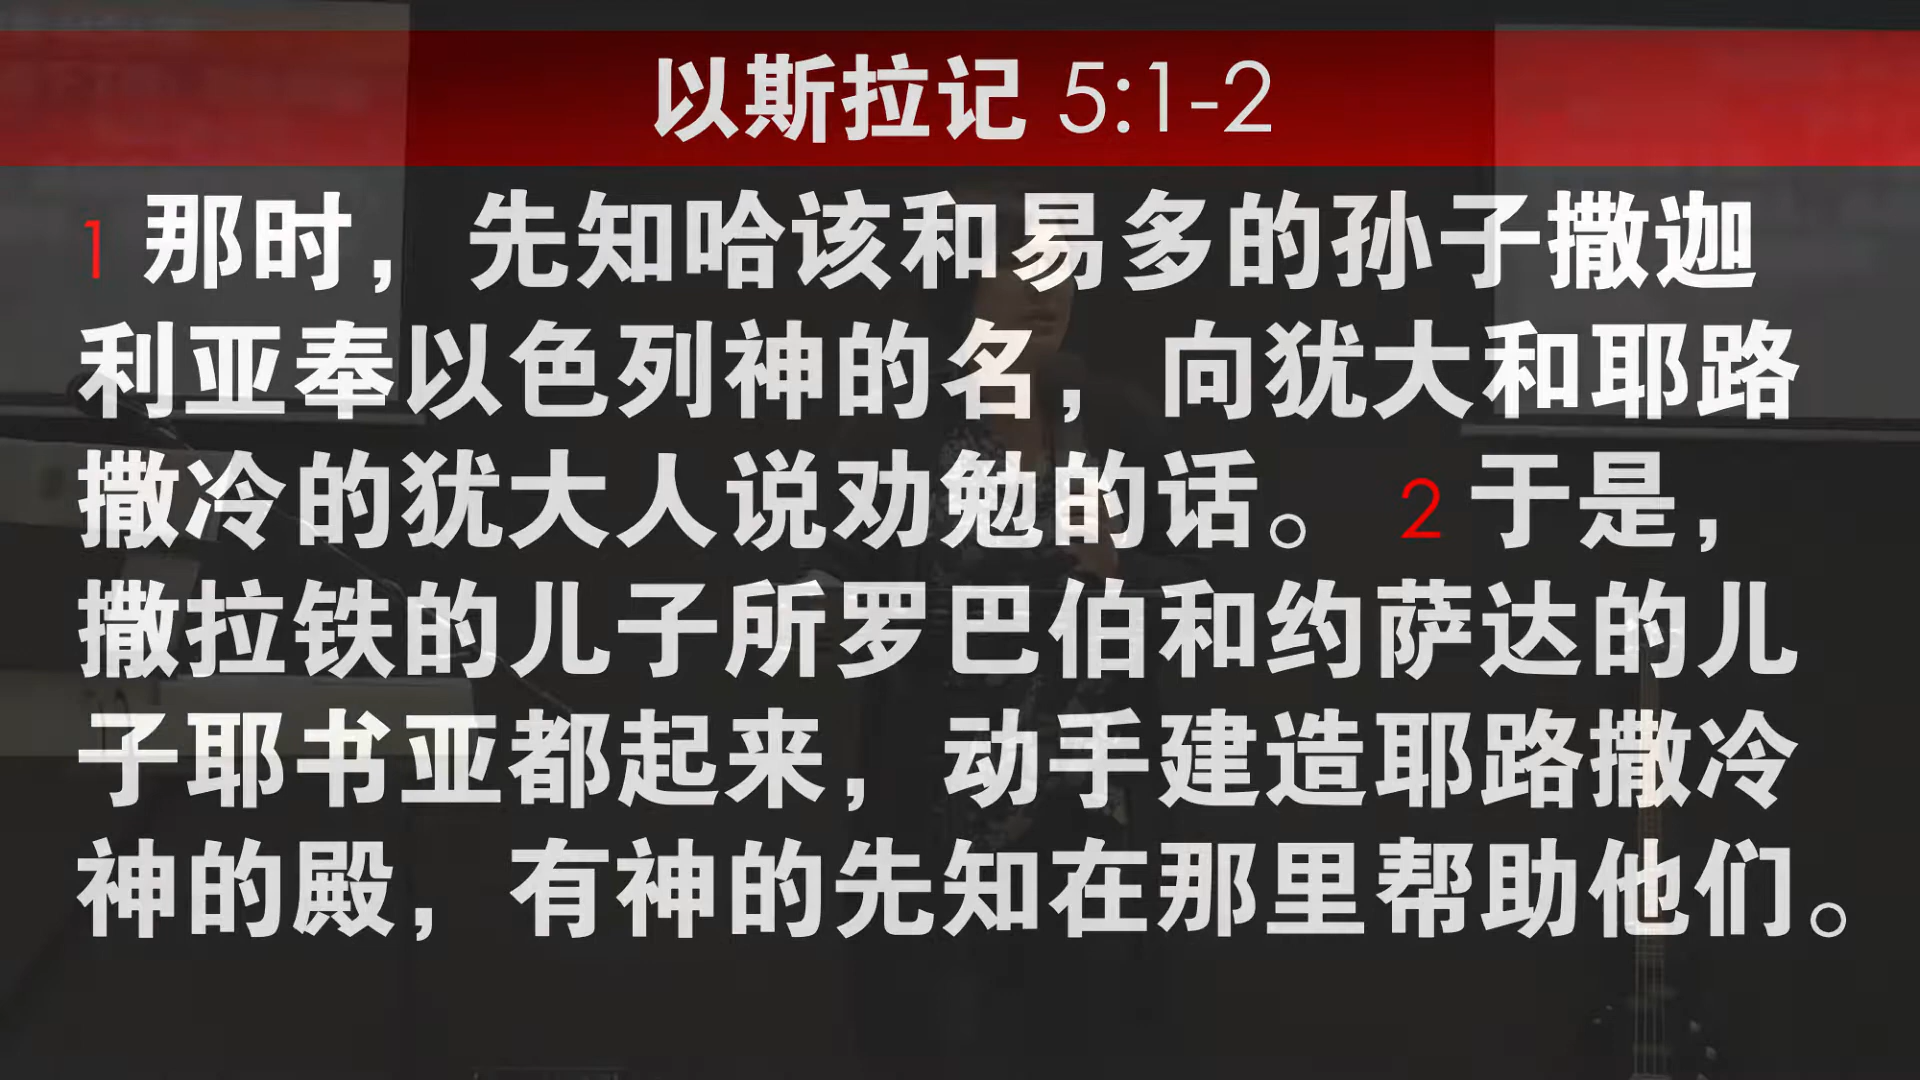 以斯拉记 5:1-2
1 那时，先知哈该和易多的孙子撒迦
利亚奉以色列神的名，向犹大和耶路
撒冷的犹大人说劝勉的话。 2 于是，
撒拉铁的儿子所罗巴伯和约萨达的儿
子耶书亚都起来，动手建造耶路撒冷
神的殿，有神的先知在那里帮助他们。